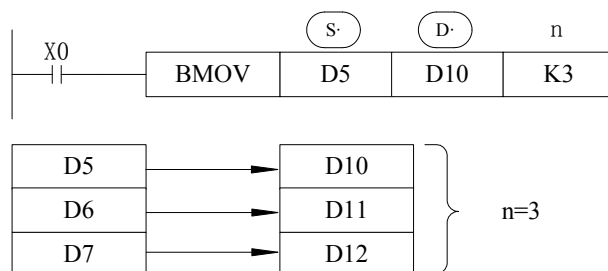 S· D· n
X0
BMOV D5 D10 K3
D5 D10
D6 D11 n=3
D7 D12